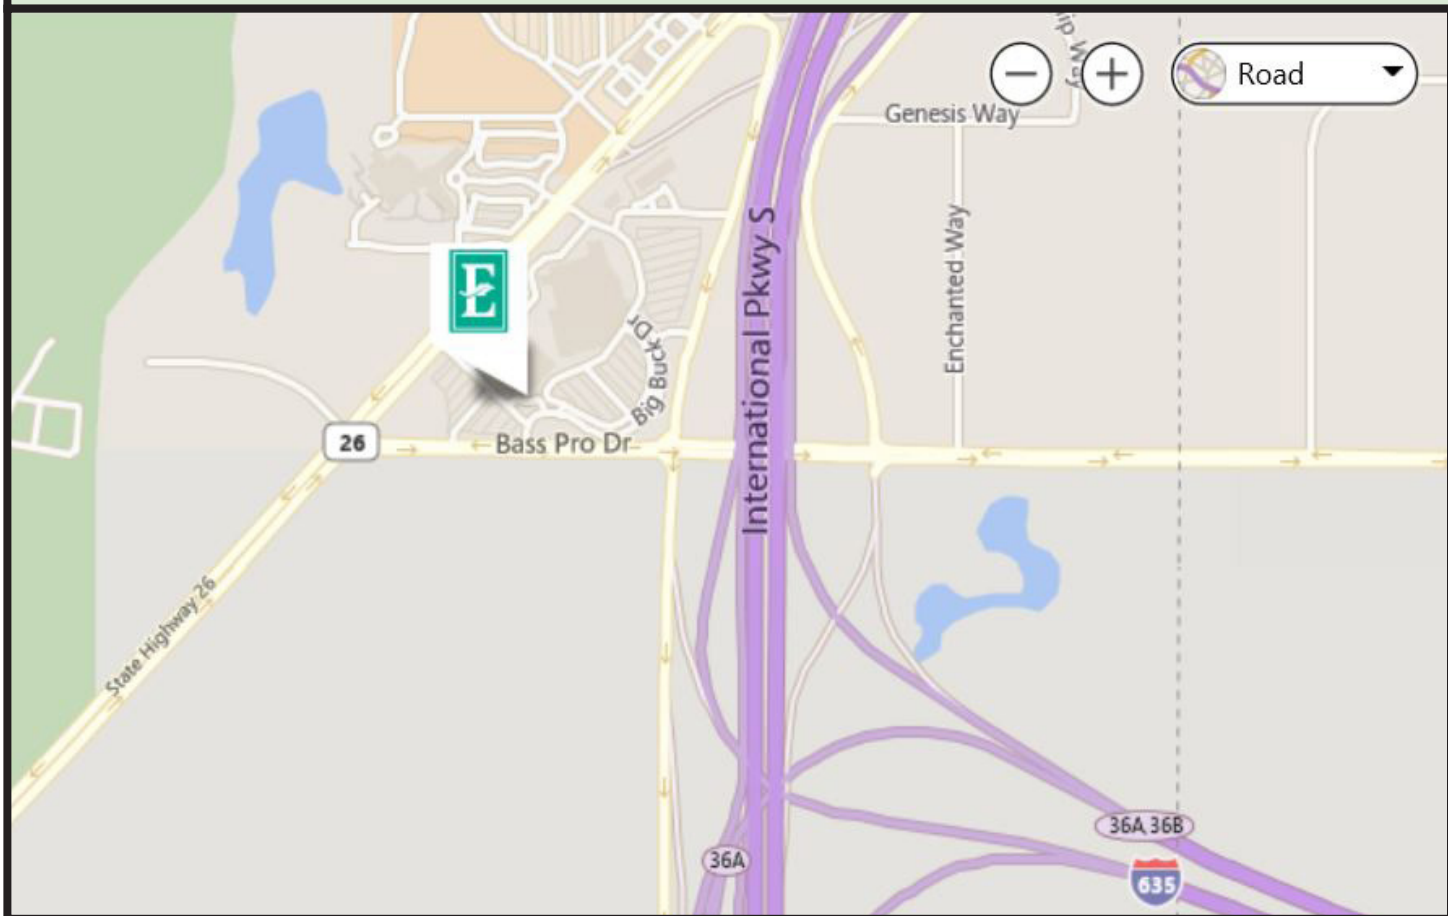 Road
Genesis Way
Enchanted Way
International Pkwy S
E
Big Buck Dr
26
Bass Pro Dr
State Highway 26
36A, 36B
36A
635